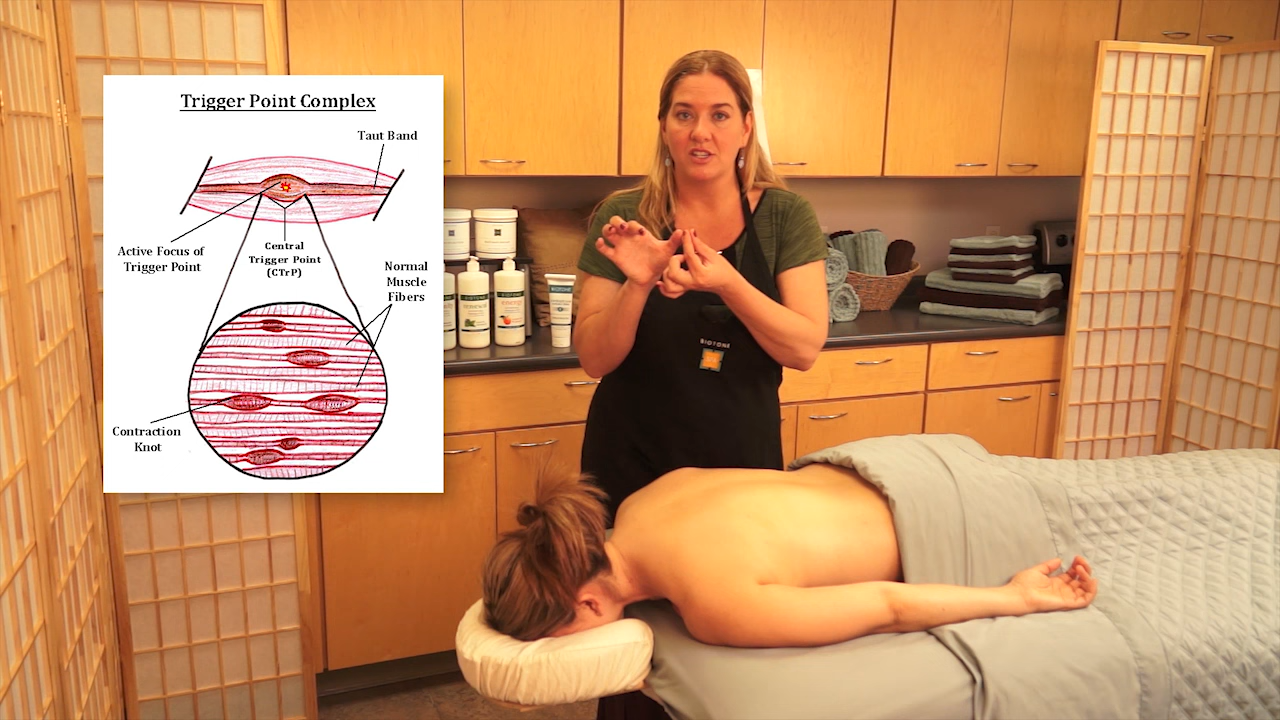 Trigger Point Complex
Taut Band
Active Focus of
Trigger Point
Central
Trigger Point
(CTrP)
Normal
Muscle
Fibers
Contraction
Knot
BIOTONE
BIOTONE